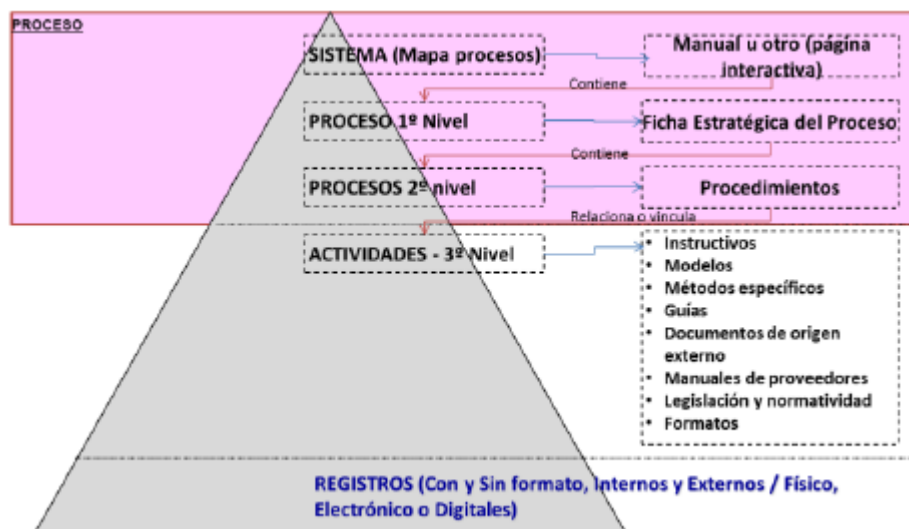 PROCESO
SISTEMA (Mapa procesos)
Manual u otro (página
interactiva)
Contiene
PROCESO 1º Nivel
Ficha Estratégica del Proceso
Contiene
PROCESOS 2º nivel
Procedimientos
Relaciona o vincula
ACTIVIDADES - 3º Nivel
• Instructivos
• Modelos
• Métodos específicos
• Guías
• Documentos de origen
externo
• Manuales de proveedores
• Legislación y normatividad
• Formatos
REGISTROS (Con y Sin formato, Internos y Externos / Físico,
Electrónico o Digitales)